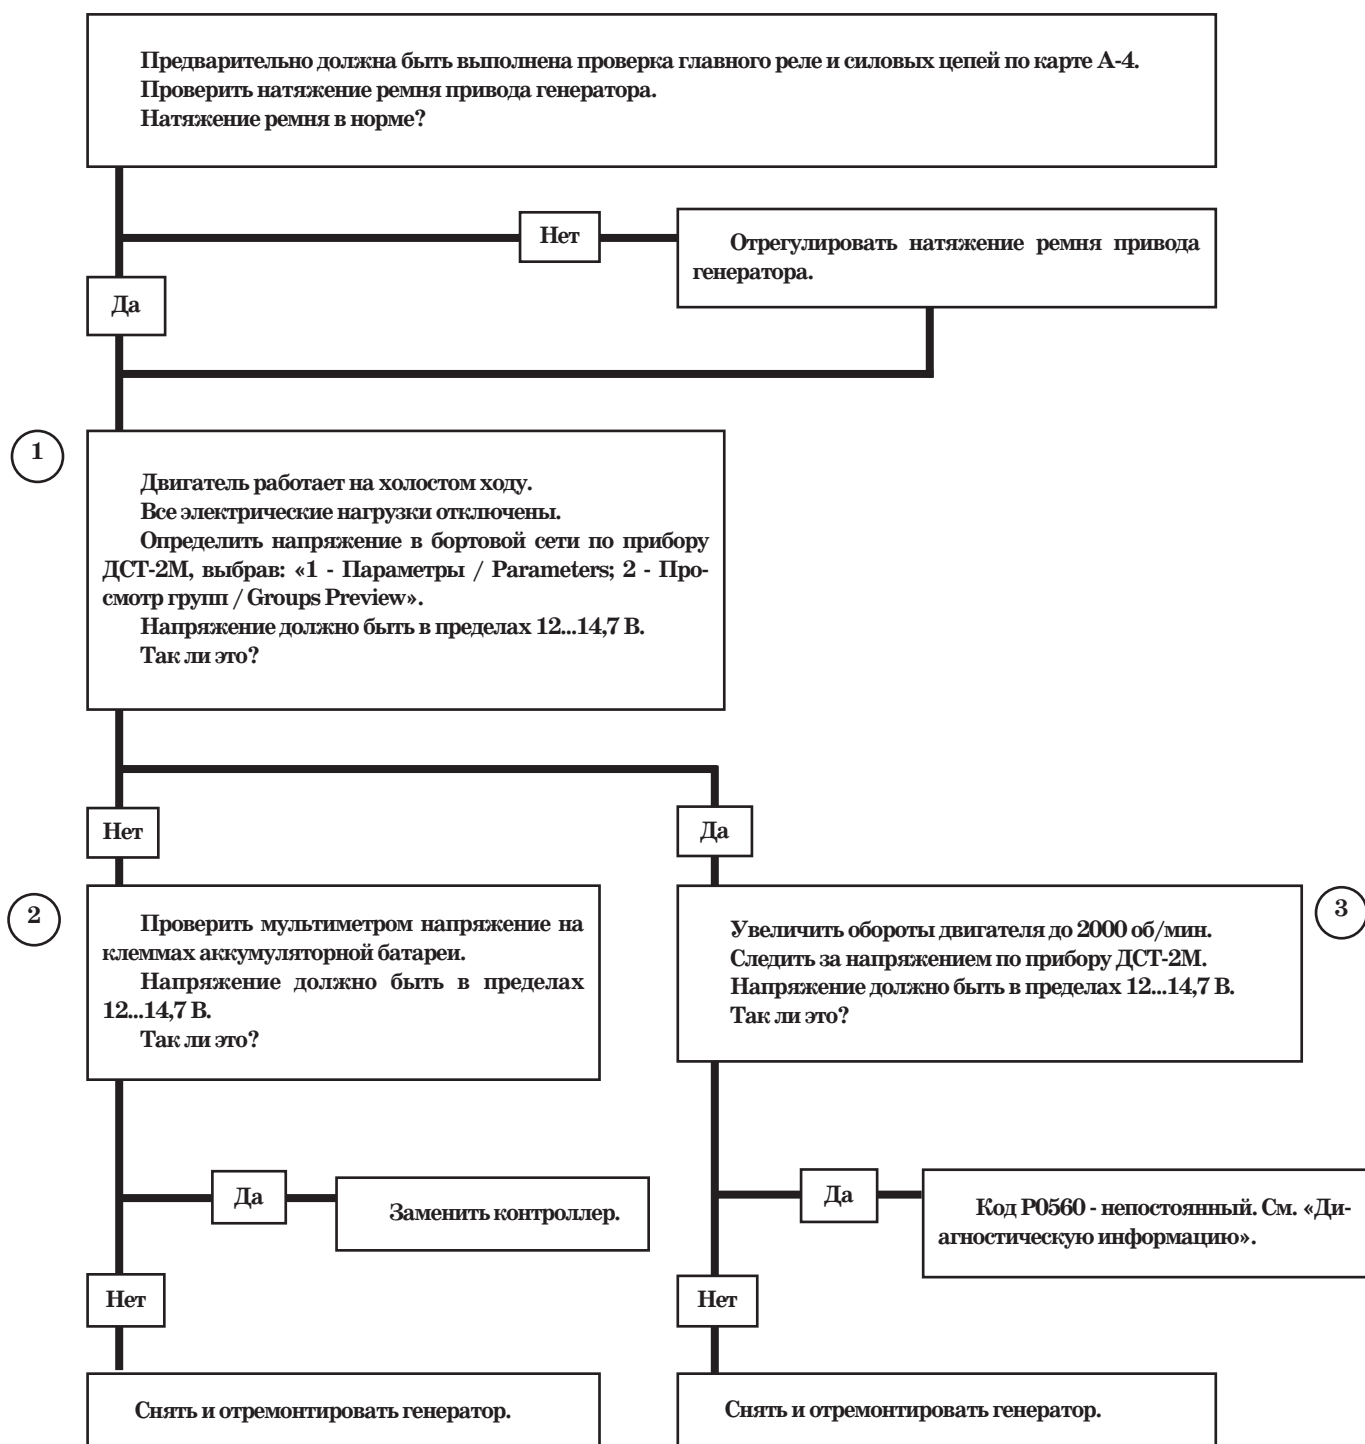 Предварительно должна быть выполнена проверка главного реле и силовых цепей по карте А-4.
Проверить натяжение ремня привода генератора.
Натяжение ремня в норме?
Нет
Отрегулировать натяжение ремня привода
генератора.
Да
1
Двигатель работает на холостом ходу.
Все электрические нагрузки отключены.
Определить напряжение в бортовой сети по прибору
ДСТ-2М, выбрав: «1 - Параметры / Parameters; 2 - Про-
смотр групп / Groups Preview».
Напряжение должно быть в пределах 12...14,7 В.
Так ли это?
Нет
Да
2
Проверить мультиметром напряжение на
клеммах аккумуляторной батареи.
Напряжение должно быть в пределах
12...14,7 В.
Так ли это?
3
Увеличить обороты двигателя до 2000 об/мин.
Следить за напряжением по прибору ДСТ-2М.
Напряжение должно быть в пределах 12...14,7 В.
Так ли это?
Да
Заменить контроллер.
Да
Код Р0560 - непостоянный. См. «Ди-
агностическую информацию».
Нет
Нет
Снять и отремонтировать генератор.
Снять и отремонтировать генератор.